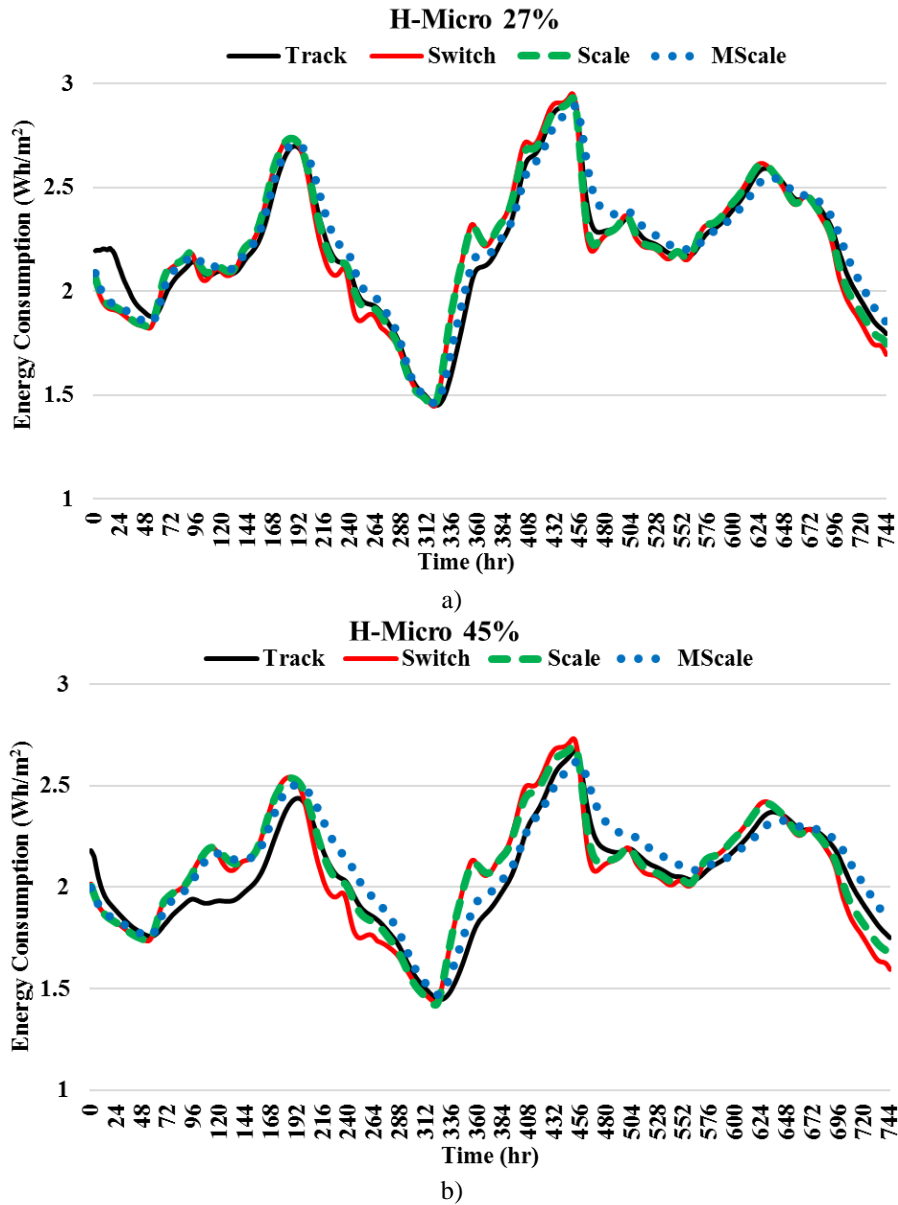 H-Micro 27%
Track Switch Scale MScale
Energy Consumption (Wh/m²)
3
2.5
2
1.5
1
0 24 48 72 96 120 144 168 192 216 240 264 288 312 336 360 384 408 432 456 480 504 528 552 576 600 624 648 672 696 720 744
Time (hr)
a)
H-Micro 45%
Track Switch Scale MScale
Energy Consumption (Wh/m²)
3
2.5
2
1.5
1
0 24 48 72 96 120 144 168 192 216 240 264 288 312 336 360 384 408 432 456 480 504 528 552 576 600 624 648 672 696 720 744
Time (hr)
b)